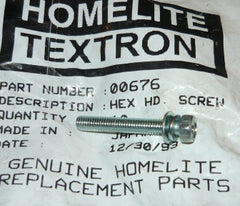 HOMELITE
TEXTRON
PART NUMBER :00676
DESCRIPTION :HEX HD. SCREW
QUANTITY
MADE IN : JAPAN
DATE : 12/30/93
GENUINE HOMELITE
REPLACEMENT PARTS